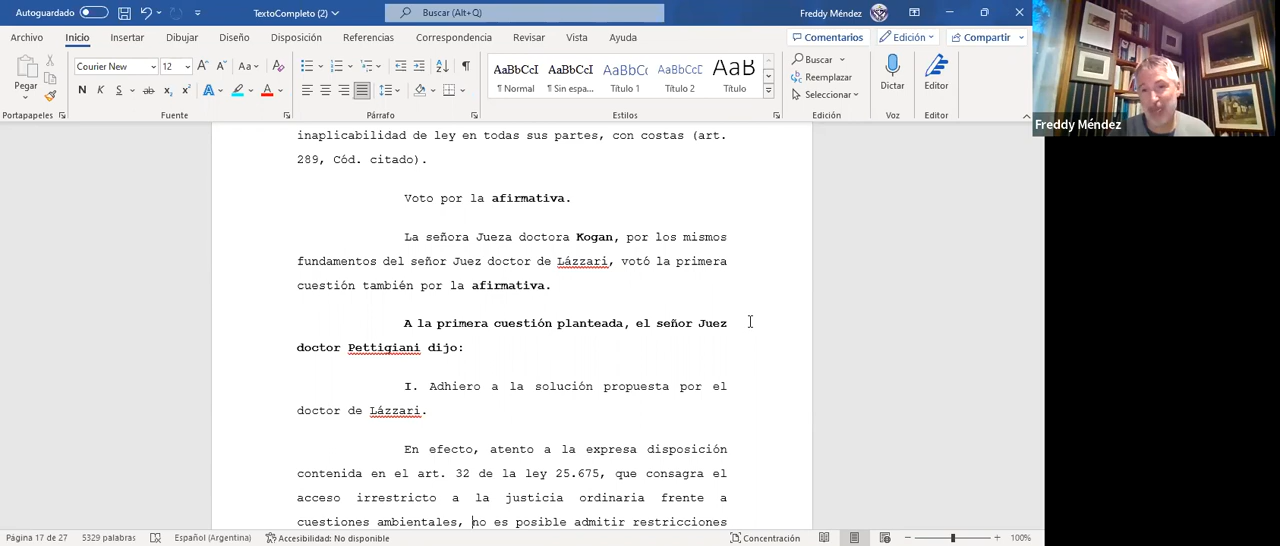 Autoguardado
TextoCompleto (2)
Buscar (Alt+Q)
Freddy Méndez
Archivo Inicio Insertar Dibujar Diseño Disposición Referencias Correspondencia Revisar Vista Ayuda
Comentarios Edición Compartir
Courier New 12
Pegar
N K S ab x₂ x²
AaBbCcI AaBbCcI AaBbCc AaBbCcD AaB
¶ Normal ¶ Sin espa... Título 1 Título 2 Título
Buscar
Reemplazar
Seleccionar
Dictar Editor
Portapapeles Fuente Párrafo Estilos Edición Voz Editor
Freddy Méndez
inaplicabilidad de ley en todas sus partes, con costas (art.
289, Cód. citado).
Voto por la afirmativa.
La señora Jueza doctora Kogan, por los mismos
fundamentos del señor Juez doctor de Lázzari, votó la primera
cuestión también por la afirmativa.
A la primera cuestión planteada, el señor Juez
doctor Pettigiani dijo:
I. Adhiero a la solución propuesta por el
doctor de Lázzari.
En efecto, atento a la expresa disposición
contenida en el art. 32 de la ley 25.675, que consagra el
acceso irrestricto a la justicia ordinaria frente a
cuestiones ambientales, no es posible admitir restricciones
Página 17 de 27 5329 palabras Español (Argentina) Accesibilidad: No disponible Concentración 100%